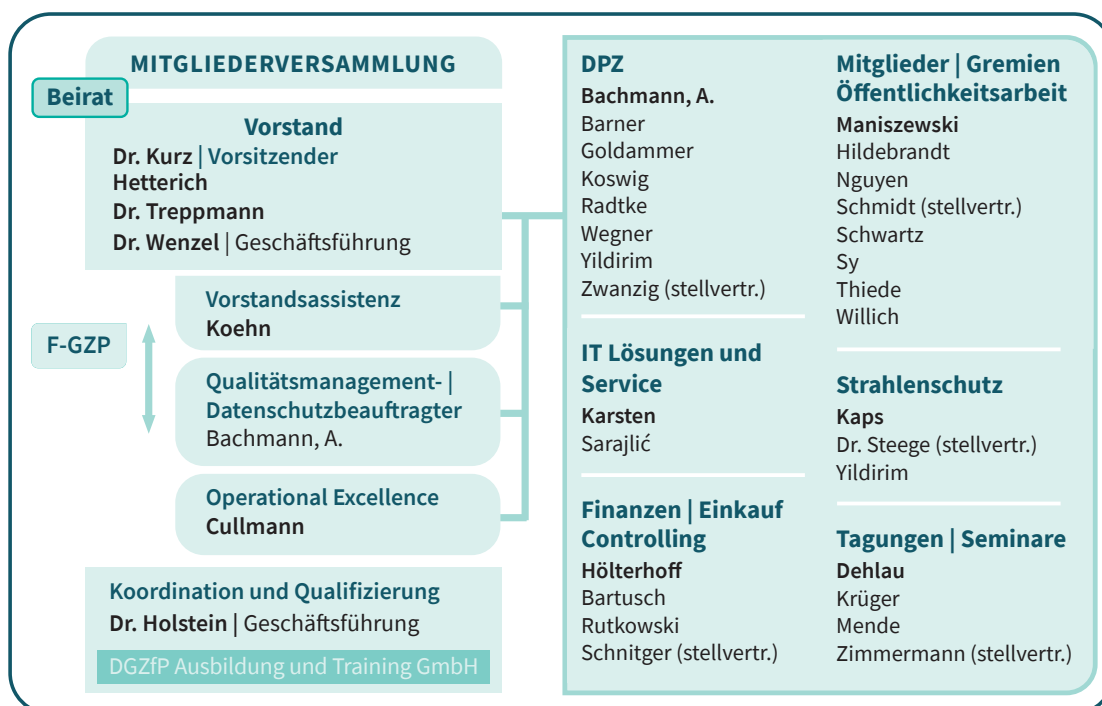 MITGLIEDERVERSAMMLUNG
Beirat
Vorstand
Dr. Kurz | Vorsitzender
Hetterich
Dr. Treppmann
Dr. Wenzel | Geschäftsführung
Vorstandsassistenz
Koehn
F-GZP
Qualitätsmanagement- |
Datenschutzbeauftragter
Bachmann, A.
Operational Excellence
Cullmann
Koordination und Qualifizierung
Dr. Holstein | Geschäftsführung
DGZfP Ausbildung und Training GmbH
DPZ
Bachmann, A.
Barner
Goldammer
Koswig
Radtke
Wegner
Yildirim
Zwanzig (stellvertr.)
IT Lösungen und
Service
Karsten
Sarajlić
Finanzen | Einkauf
Controlling
Hölterhoff
Bartusch
Rutkowski
Schnitger (stellvertr.)
Mitglieder | Gremien
Öffentlichkeitsarbeit
Maniszewski
Hildebrandt
Nguyen
Schmidt (stellvertr.)
Schwartz
Sy
Thiede
Willich
Strahlenschutz
Kaps
Dr. Steege (stellvertr.)
Yildirim
Tagungen | Seminare
Dehlau
Krüger
Mende
Zimmermann (stellvertr.)